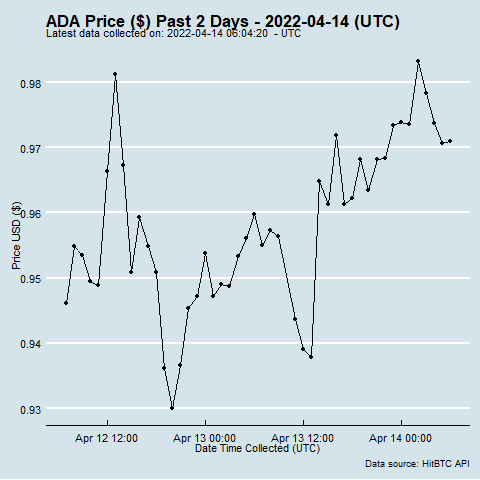 ADA Price ($) Past 2 Days - 2022-04-14 (UTC)
Latest data collected on: 2022-04-14 06:04:20 - UTC
0.98
0.97
0.96
0.95
0.94
0.93
Price USD ($)
Apr 12 12:00
Apr 13 00:00
Apr 13 12:00
Apr 14 00:00
Date Time Collected (UTC)
Data source: HitBTC API